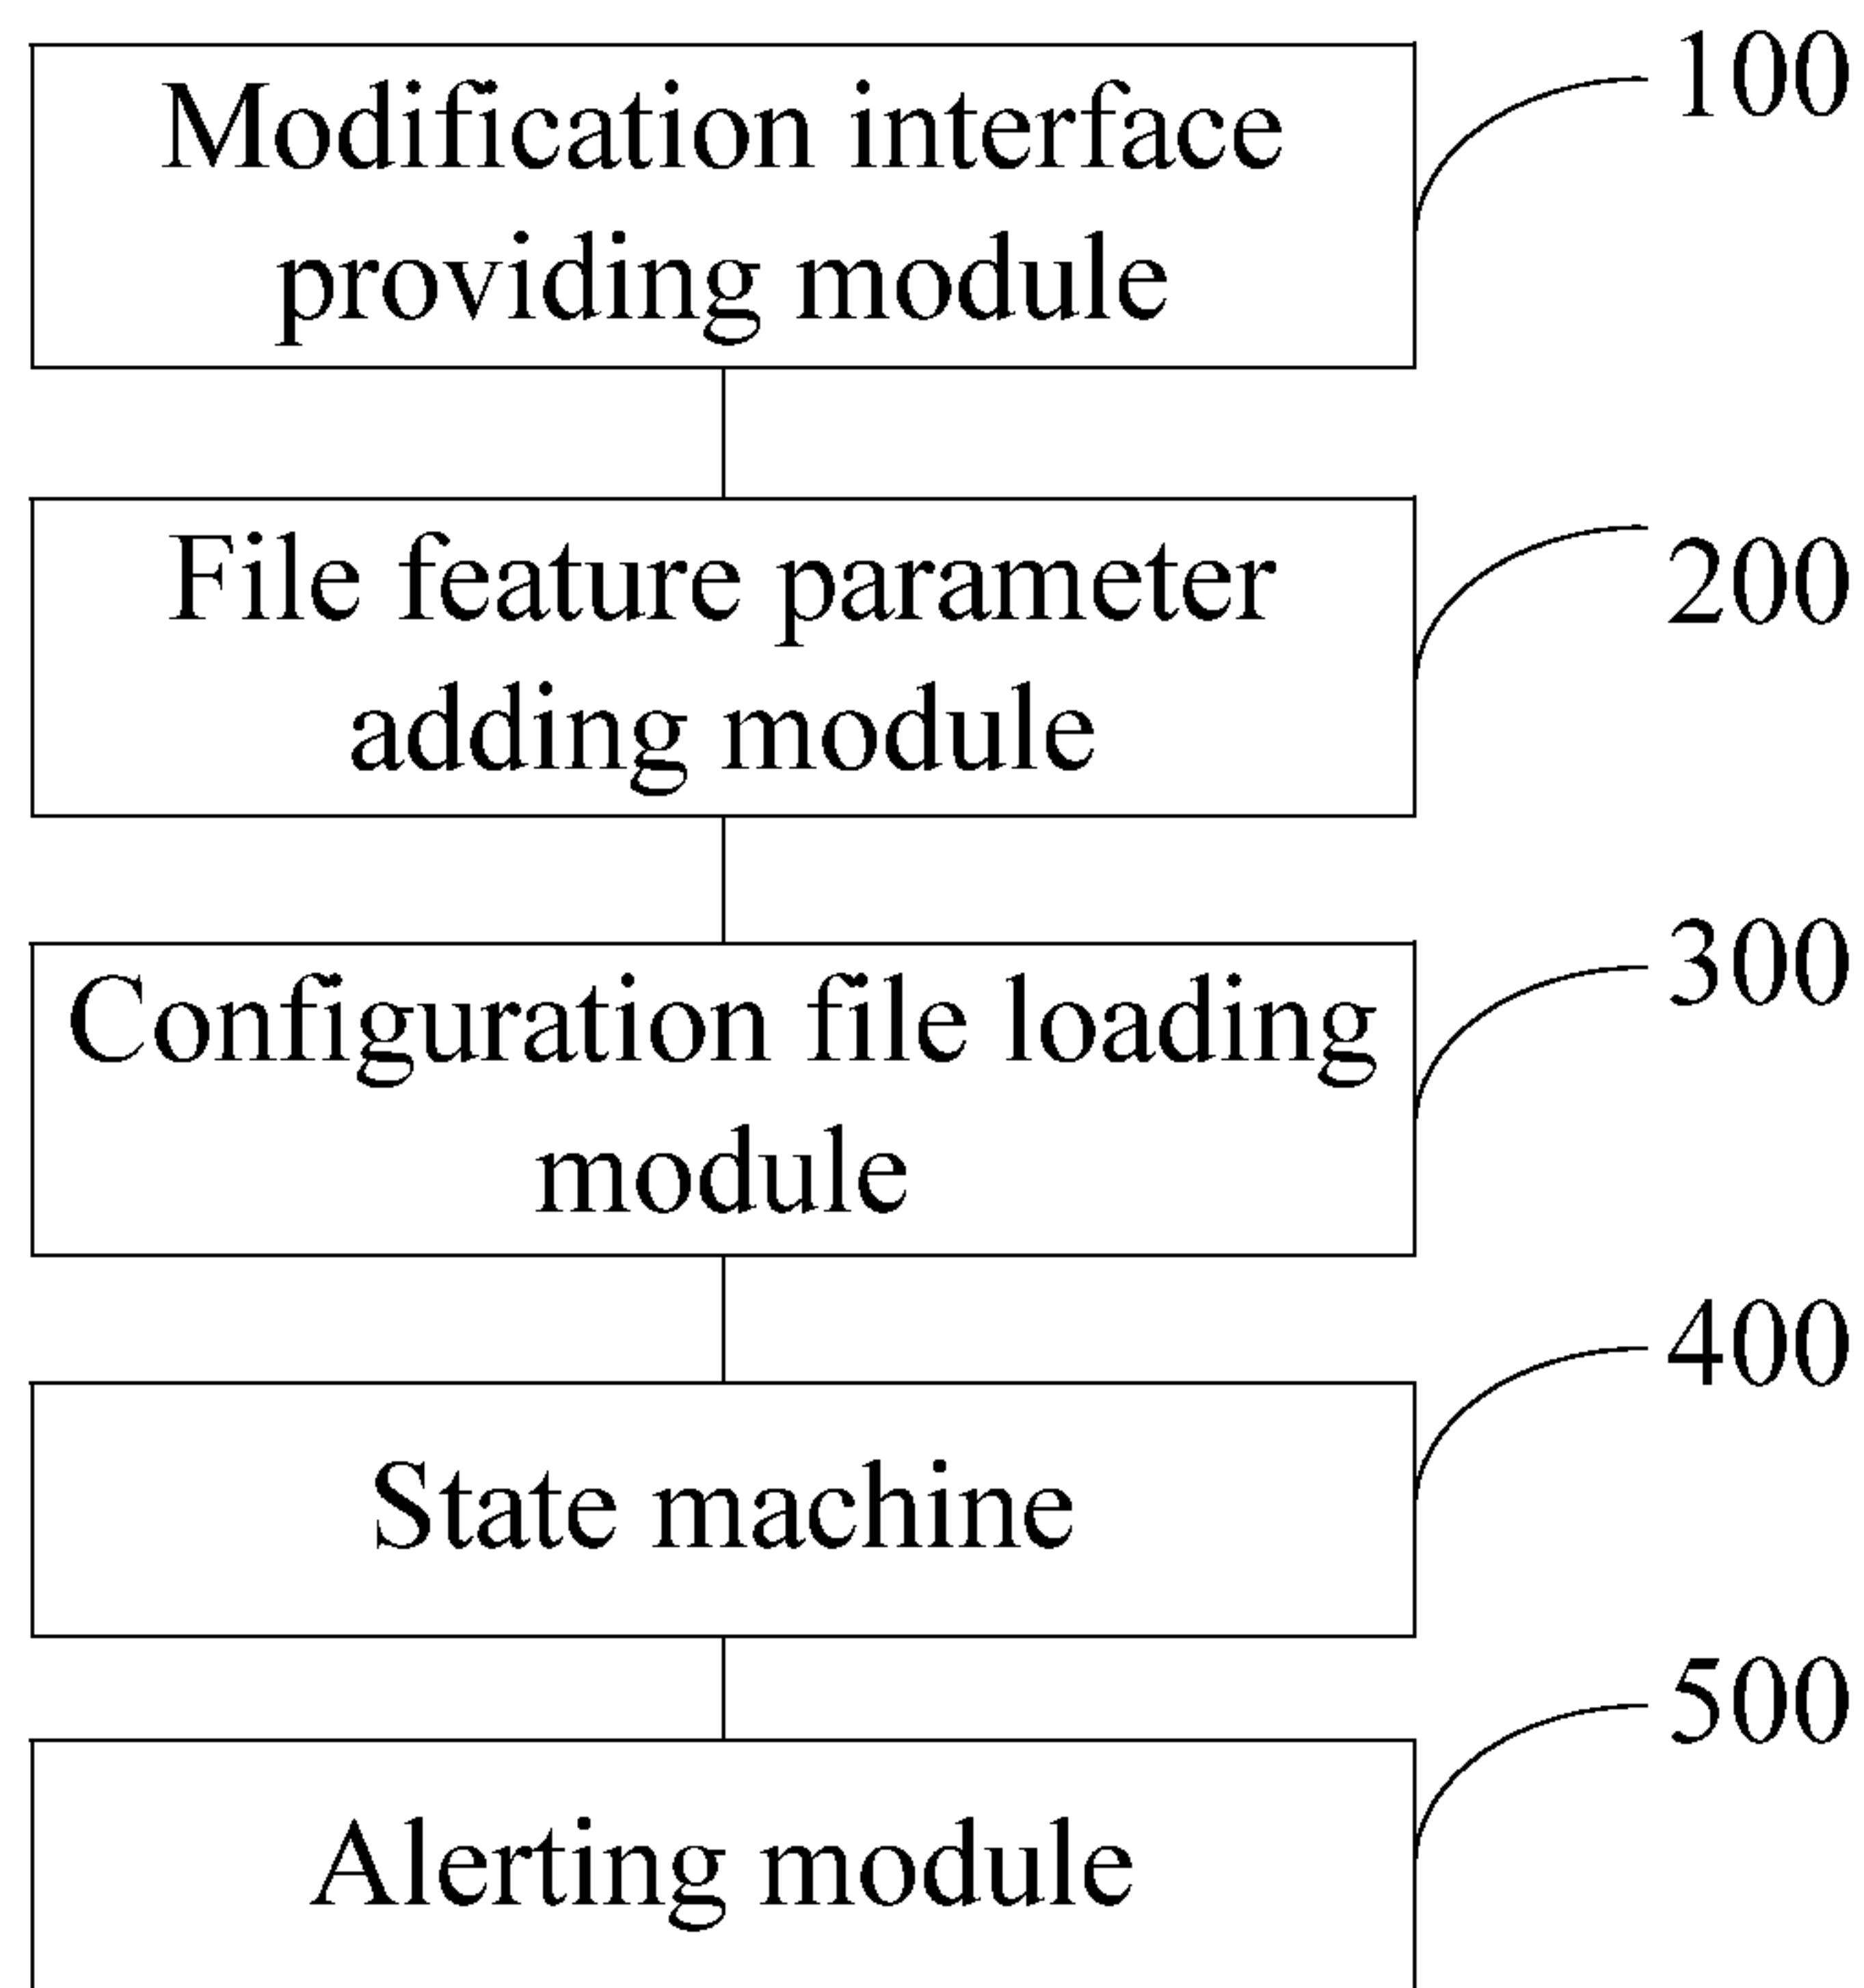 Modification interface
providing module
100
File feature parameter
adding module
200
Configuration file loading
module
300
State machine
400
Alerting module
500